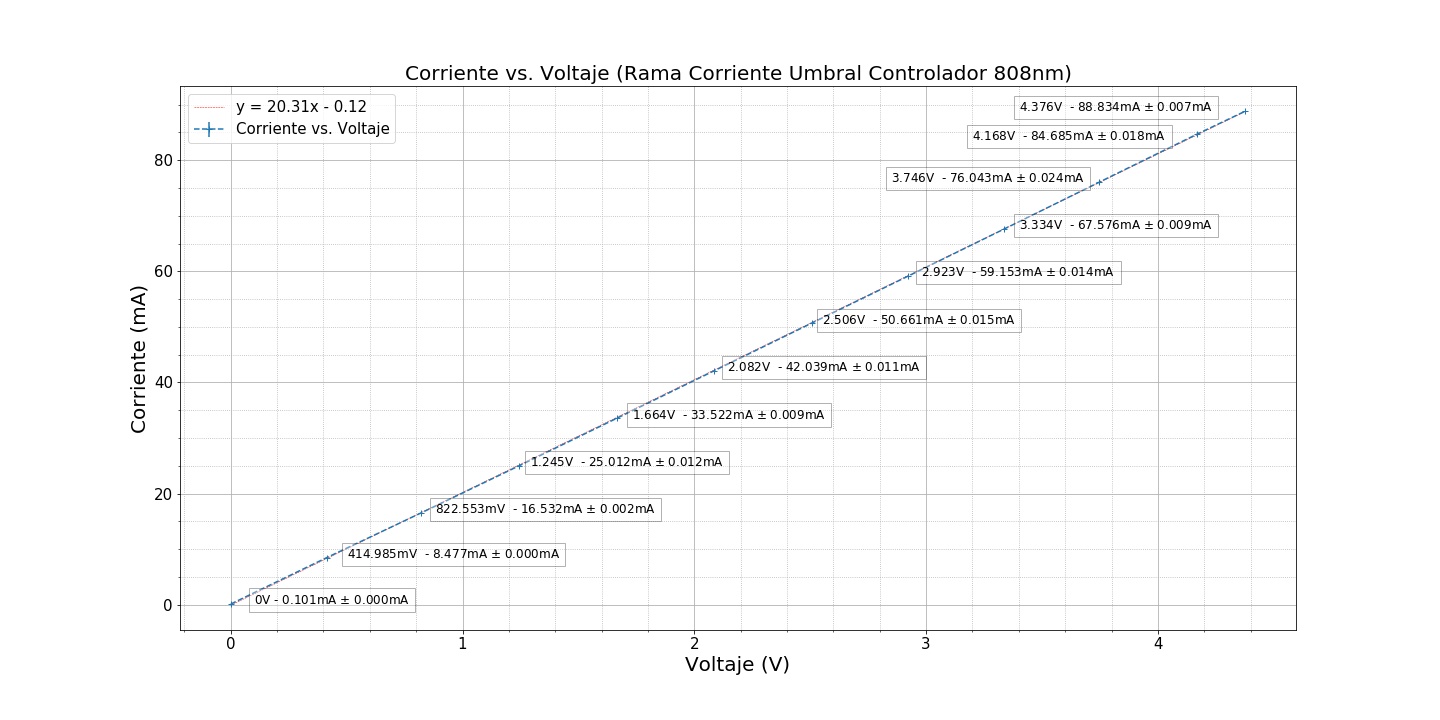 Corriente vs. Voltaje (Rama Corriente Umbral Controlador 808nm)
y = 20.31x - 0.12
Corriente vs. Voltaje
4.376V  - 88.834mA ± 0.007mA
4.168V  - 84.685mA ± 0.018mA
3.746V  - 76.043mA ± 0.024mA
3.334V  - 67.576mA ± 0.009mA
2.923V  - 59.153mA ± 0.014mA
2.506V  - 50.661mA ± 0.015mA
2.082V  - 42.039mA ± 0.011mA
1.664V  - 33.522mA ± 0.009mA
1.245V  - 25.012mA ± 0.012mA
822.553mV  - 16.532mA ± 0.002mA
414.985mV  - 8.477mA ± 0.000mA
0V - 0.101mA ± 0.000mA
80
60
40
20
0
Corriente (mA)
0 1 2 3 4
Voltaje (V)